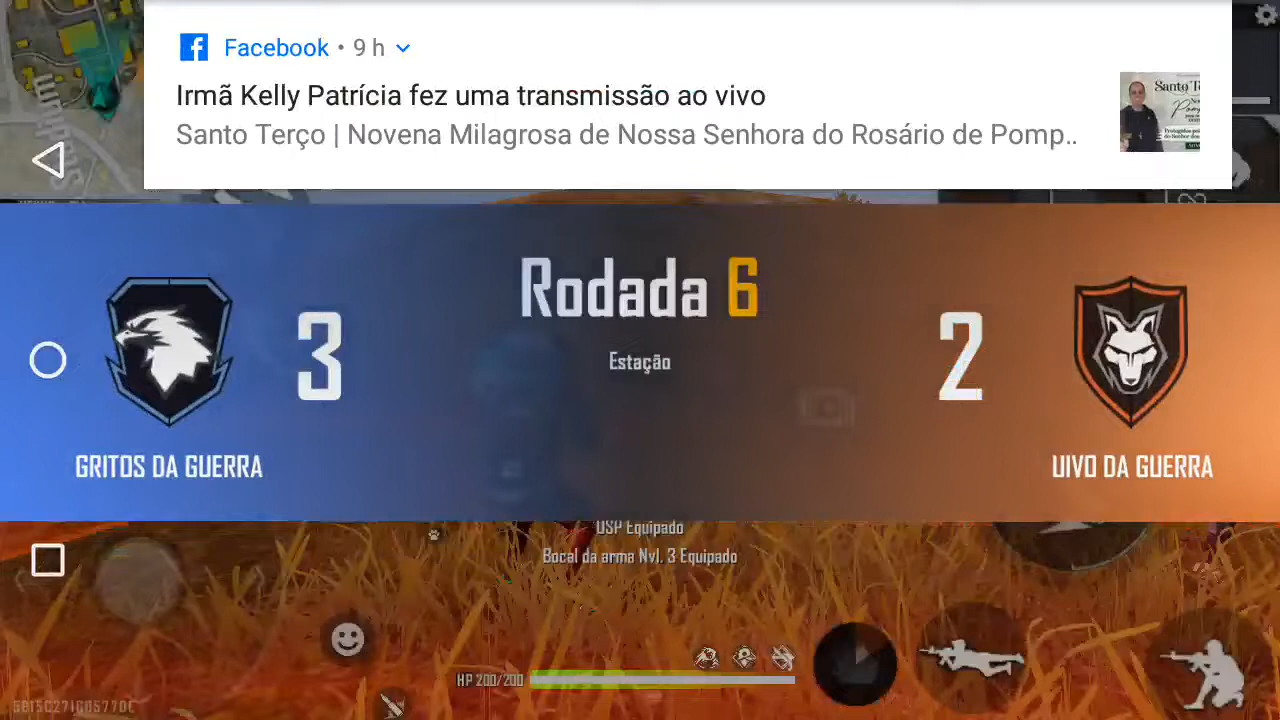 Facebook • 9 h
Irmã Kelly Patrícia fez uma transmissão ao vivo
Santo Terço | Novena Milagrosa de Nossa Senhora do Rosário de Pomp..
Rodada 6
3
2
Estação
GRITOS DA GUERRA
UIVO DA GUERRA
USP Equipado
Bocal da arma Nvl. 3 Equipado
HP 200/200